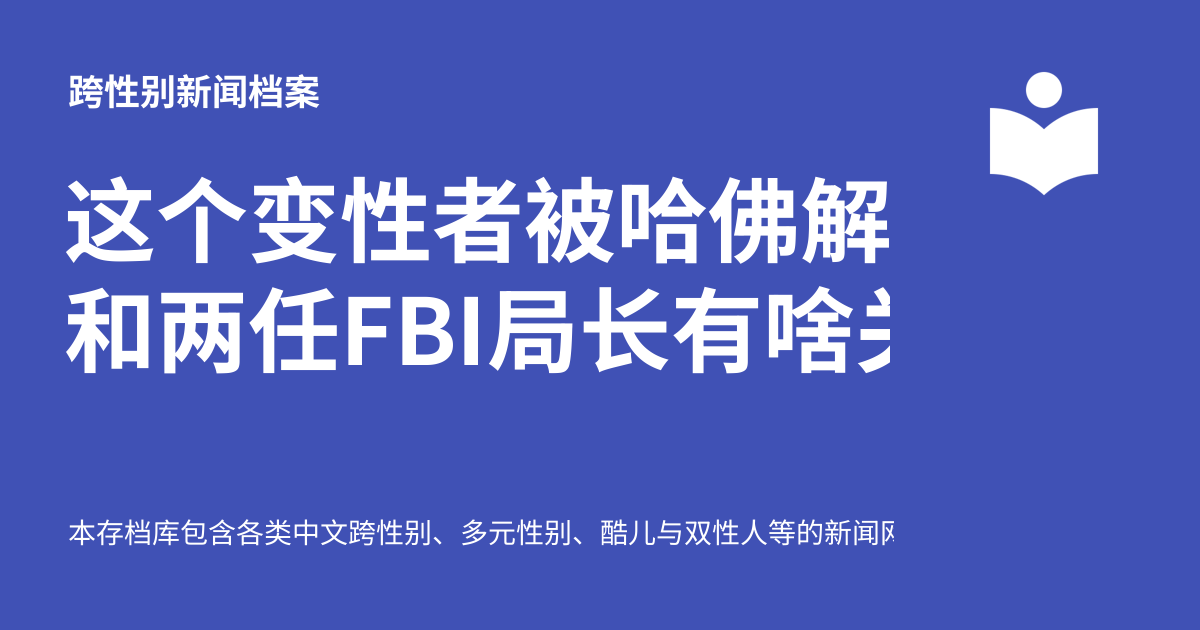 跨性别新闻档案
这个变性者被哈佛解
和两任FBI局长有啥
本存档库包含各类中文跨性别、多元性别、酷儿与双性人等的新闻